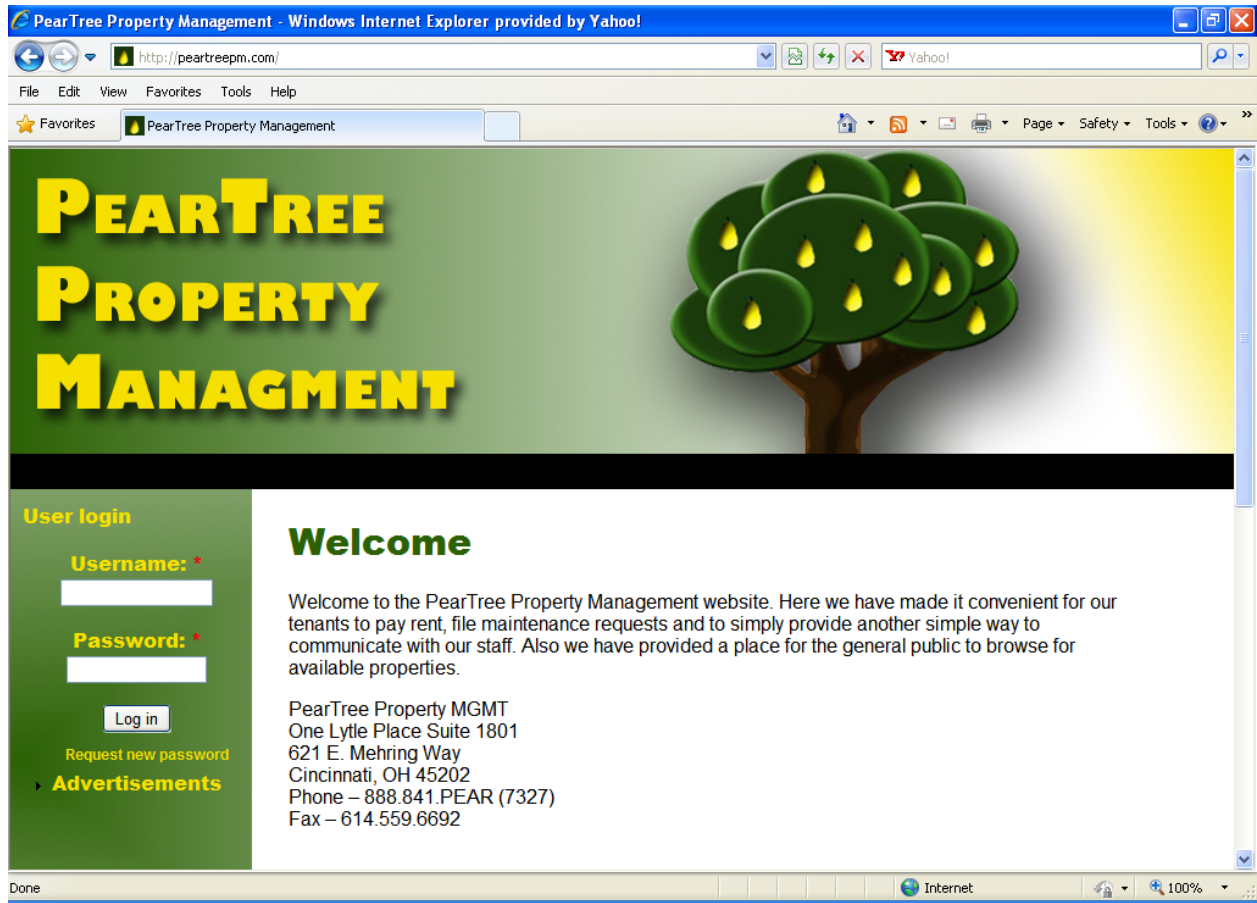 PearTree Property Management - Windows Internet Explorer provided by Yahoo!
http://peartreepm.com/
Yahoo!
File Edit View Favorites Tools Help
Favorites PearTree Property Management Page Safety Tools
PEARTREE
PROPERTY
MANAGMENT
User login
Username: *
Password: *
Log in
Request new password
Advertisements
Welcome
Welcome to the PearTree Property Management website. Here we have made it convenient for our
tenants to pay rent, file maintenance requests and to simply provide another simple way to
communicate with our staff. Also we have provided a place for the general public to browse for
available properties.
PearTree Property MGMT
One Lytle Place Suite 1801
621 E. Mehring Way
Cincinnati, OH 45202
Phone – 888.841.PEAR (7327)
Fax – 614.559.6692
Done Internet 100%